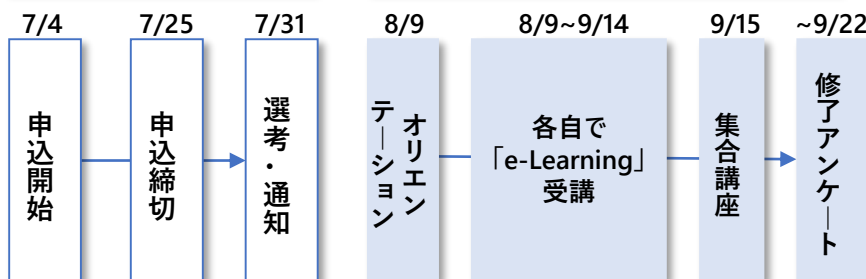 7/4
7/25
7/31
8/9
8/9~9/14
9/15
~9/22
申込開始
申込締切
選考・通知
オリエン
テーション
各自で
「e-Learning」
受講
集合講座
修了アンケート